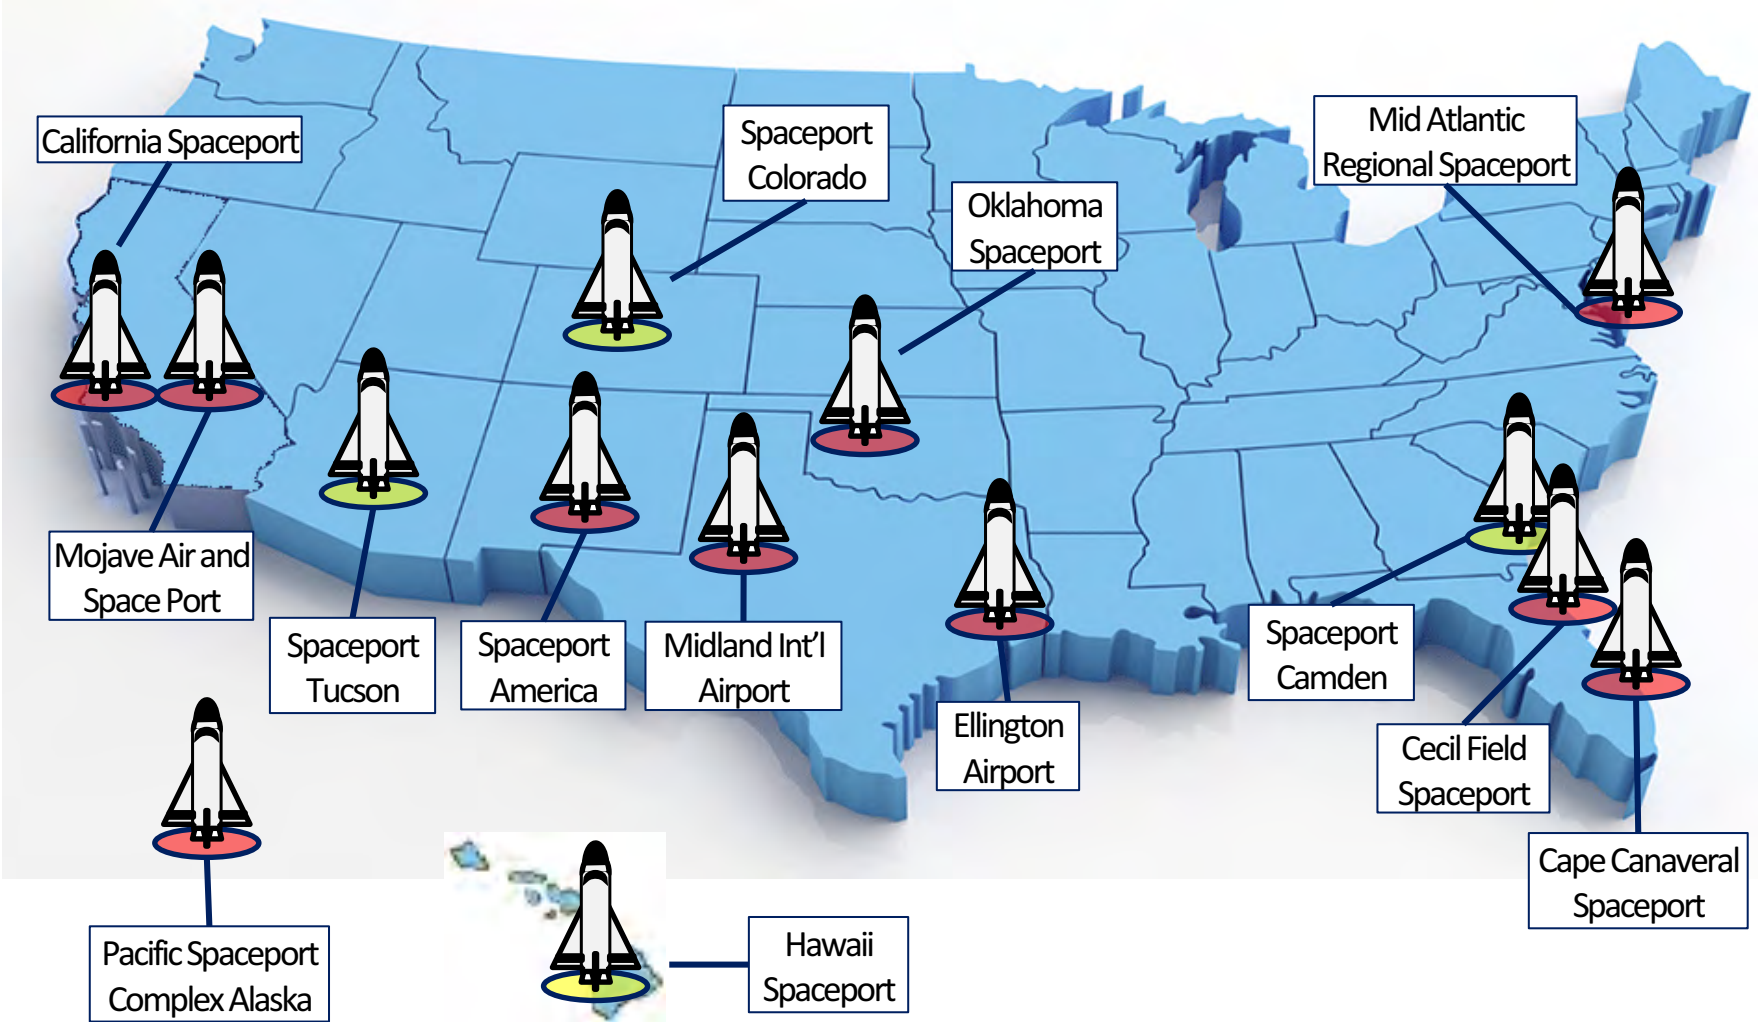 California Spaceport
Spaceport
Colorado
Oklahoma
Spaceport
Mid Atlantic
Regional Spaceport
Mojave Air and
Space Port
Spaceport
Tucson
Spaceport
America
Midland Int'l
Airport
Ellington
Airport
Spaceport
Camden
Cecil Field
Spaceport
Cape Canaveral
Spaceport
Pacific Spaceport
Complex Alaska
Hawaii
Spaceport